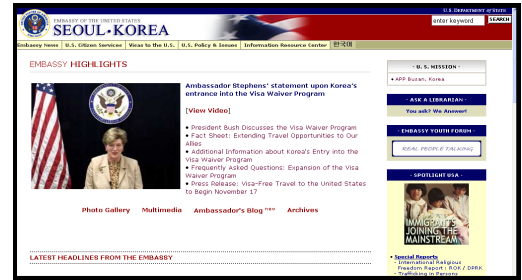 U.S. DEPARTMENT of STATE
EMBASSY OF THE UNITED STATES
SEOUL•KOREA
enter keyword
SEARCH
Embassy News
U.S. Citizen Services
Visas to the U.S.
U.S. Policy & Issues
Information Resource Center
한국어
EMBASSY HIGHLIGHTS
Ambassador Stephens' statement upon Korea's
entrance into the Visa Waiver Program
[View Video]
• President Bush Discusses the Visa Waiver Program
• Fact Sheet: Extending Travel Opportunities to Our
Allies
• Additional Information about Korea's Entry into the
Visa Waiver Program
• Frequently Asked Questions: Expansion of the Visa
Waiver Program
• Press Release: Visa-Free Travel to the United States
to Begin November 17
Photo Gallery
Multimedia
Ambassador's Blog new
Archives
LATEST HEADLINES FROM THE EMBASSY
- U. S. MISSION -
• APP Busan, Korea
- ASK A LIBRARIAN -
You ask? We Answer!
- EMBASSY YOUTH FORUM -
REAL PEOPLE TALKING
- SPOTLIGHT USA -
IMMIGRANTS
JOINING THE
MAINSTREAM
• Special Reports
- International Religious
Freedom Report : ROK / DPRK
- Trafficking in Persons